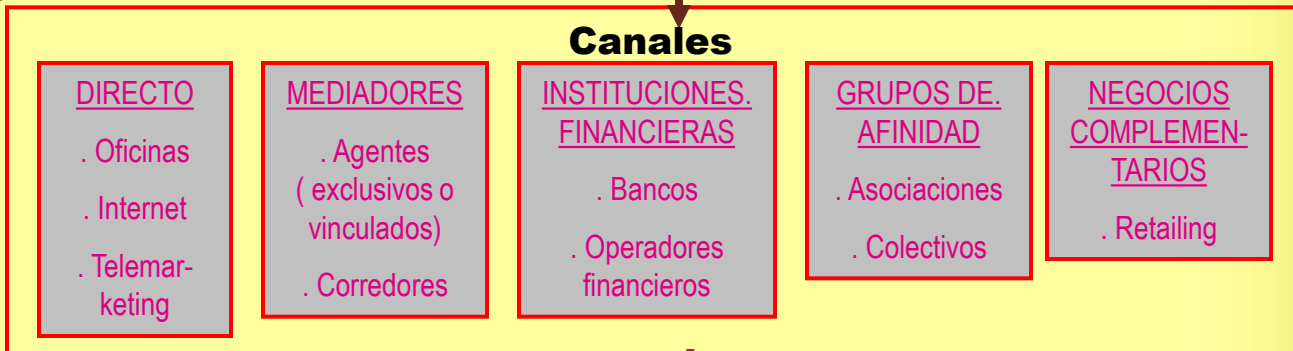 Canales
DIRECTO
. Oficinas
. Internet
. Telemar-
keting
MEDIADORES
. Agentes
( exclusivos o
vinculados)
. Corredores
INSTITUCIONES.
FINANCIERAS
. Bancos
. Operadores
financieros
GRUPOS DE.
AFINIDAD
. Asociaciones
. Colectivos
NEGOCIOS
COMPLEMEN-
TARIOS
. Retailing